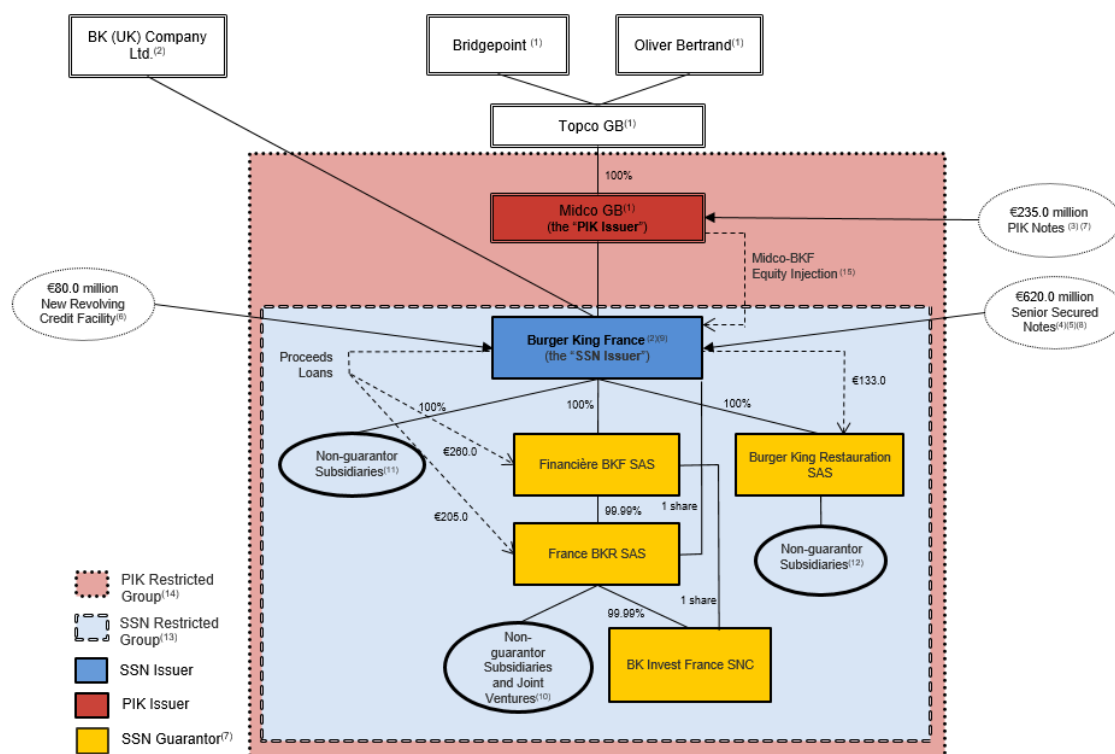 BK (UK) Company
Ltd.(2)
Bridgepoint (1)
Oliver Bertrand(1)
Topco GB(1)
100%
Midco GB(1)
(the “PIK Issuer”)
€235.0 million
PIK Notes (3)(7)
Midco-BKF
Equity Injection (15)
€80.0 million
New Revolving
Credit Facility(6)
€620.0 million
Senior Secured
Notes(4)(5)(8)
Burger King France(2)(9)
(the “SSN Issuer”)
Proceeds
Loans
€133.0
100%
100%
100%
Non-guarantor
Subsidiaries(11)
€260.0
Financière BKF SAS
Burger King Restauration
SAS
99.99%
1 share
€205.0
France BKR SAS
Non-guarantor
Subsidiaries(12)
PIK Restricted
Group(14)
1 share
99.99%
SSN Restricted
Group(13)
Non-
guarantor
Subsidiaries
and Joint
Ventures(10)
BK Invest France SNC
SSN Issuer
PIK Issuer
SSN Guarantor(7)